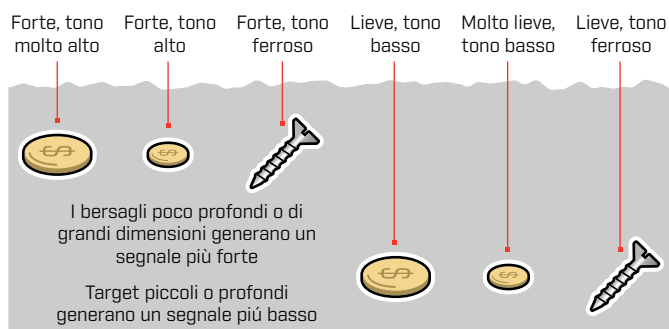 Forte, tono
molto alto
Forte, tono
alto
Forte, tono
ferroso
Lieve, tono
basso
Molto lieve,
tono basso
Lieve, tono
ferroso
I bersagli poco profondi o di
grandi dimensioni generano un
segnale più forte
Target piccoli o profondi
generano un segnale piú basso